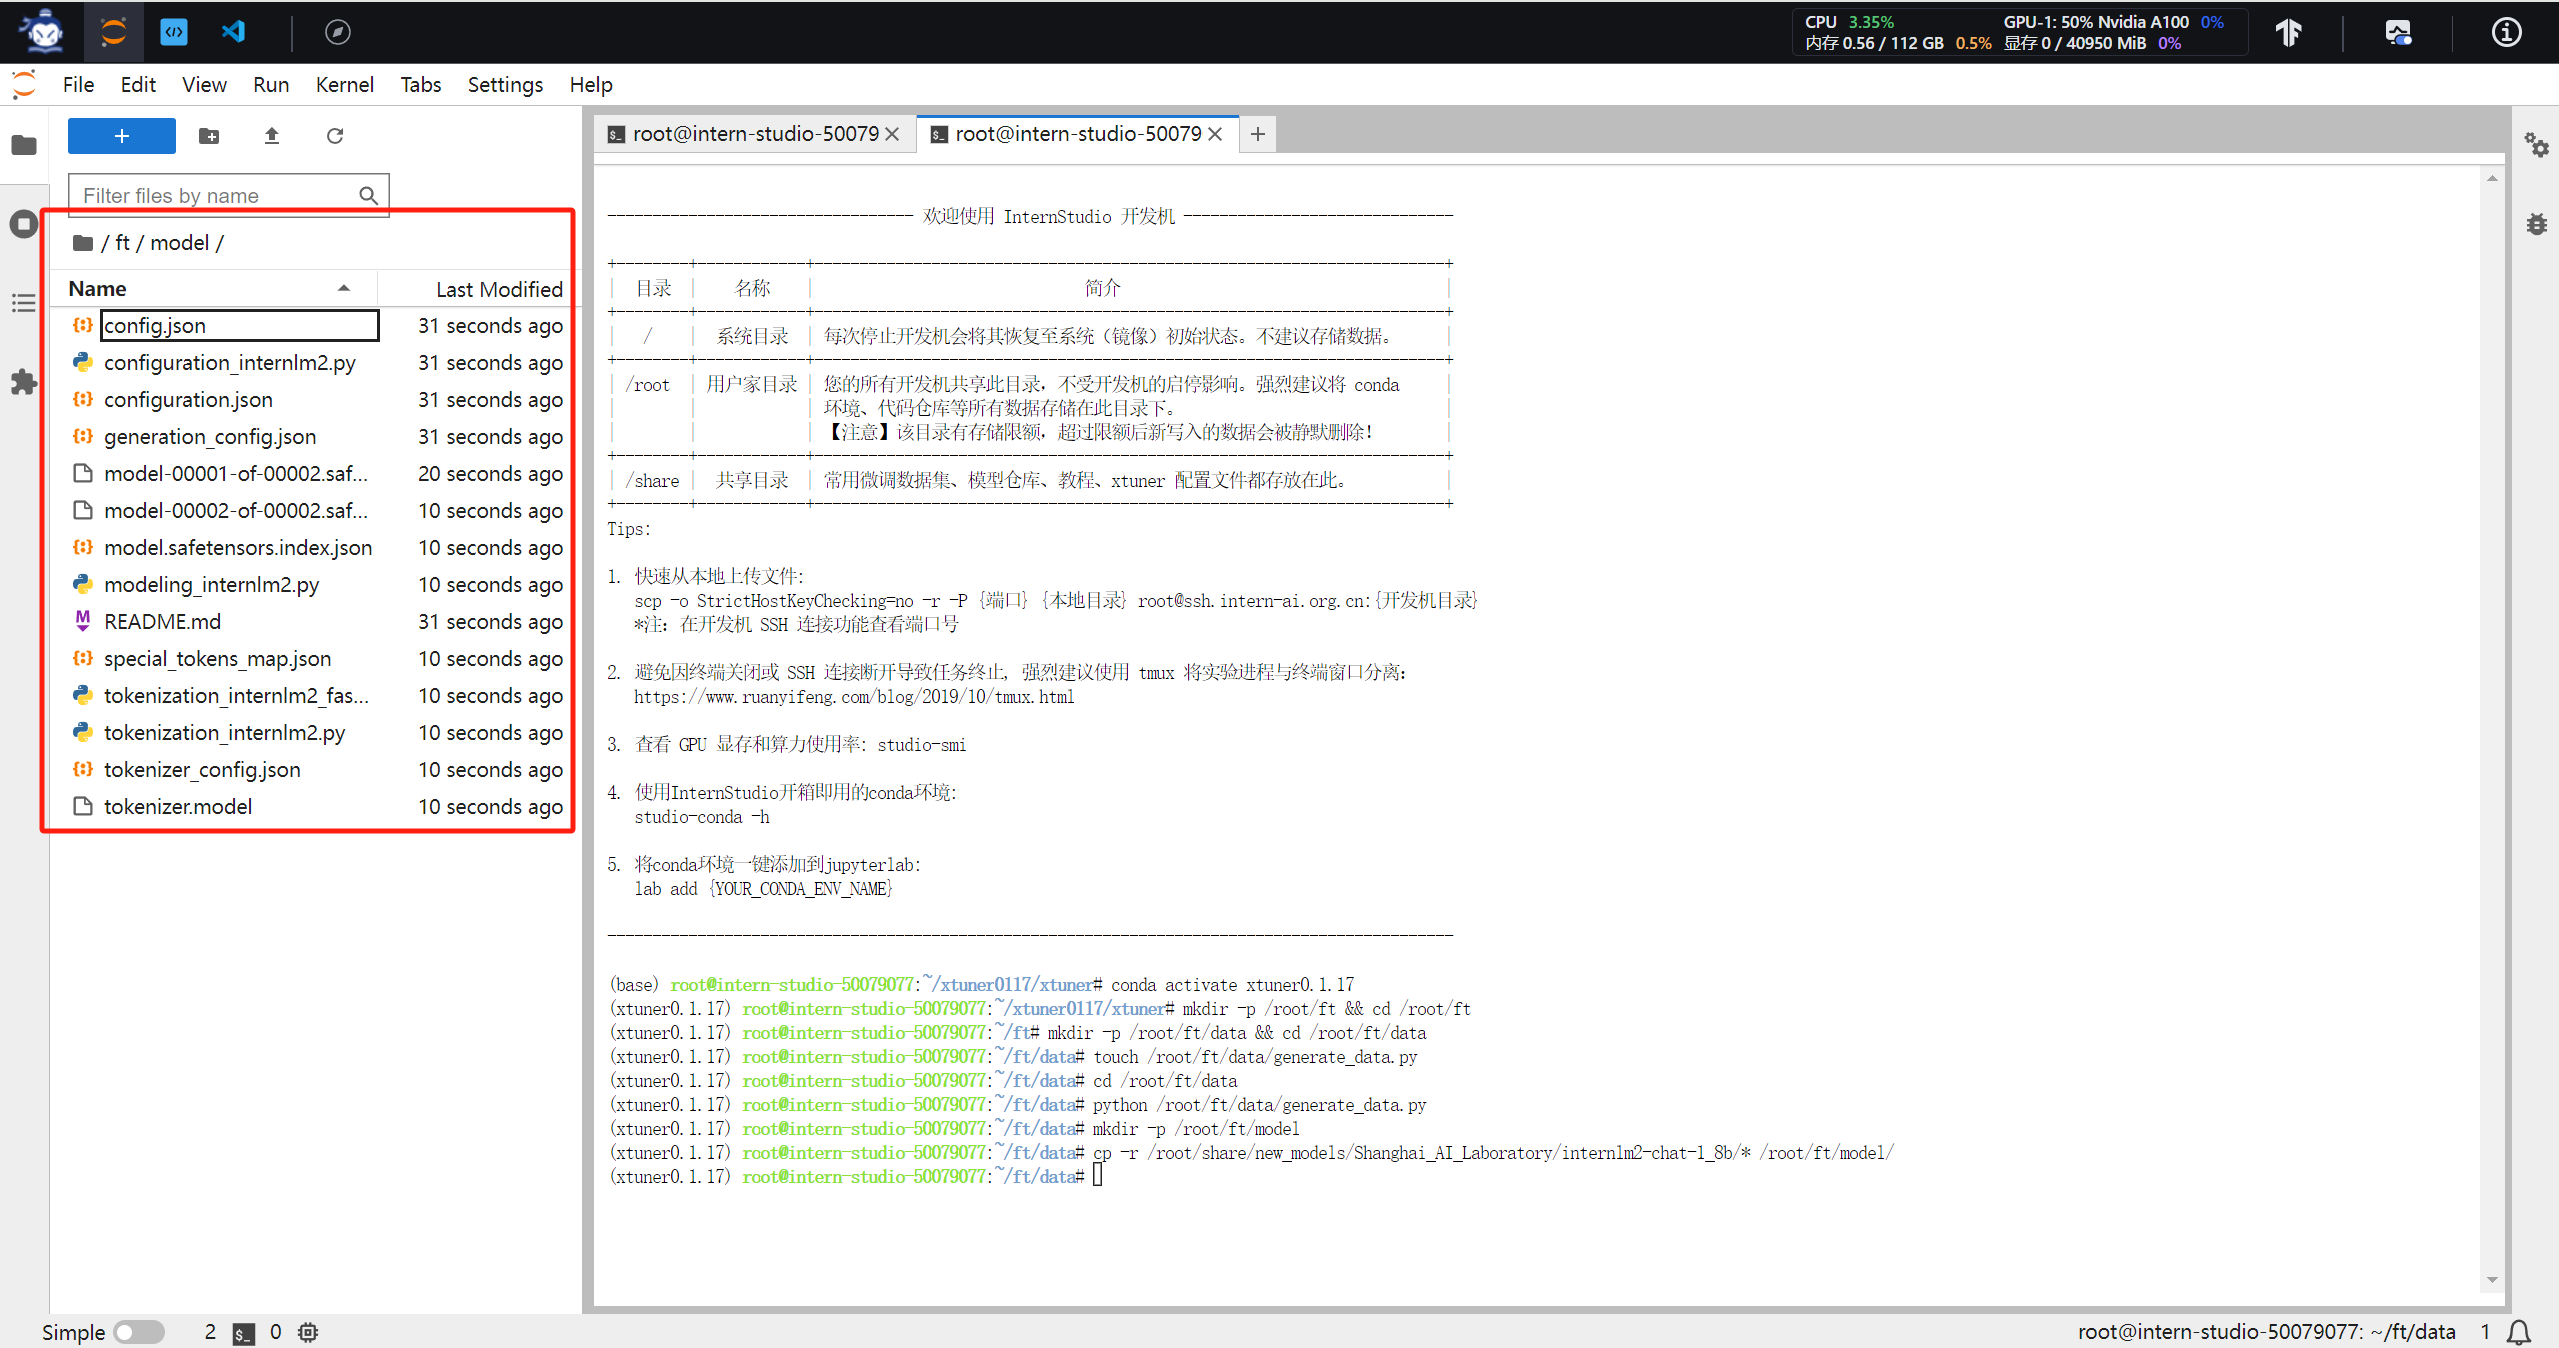 CPU 3.35% GPU-1: 50% Nvidia A100 0%
内存 0.56 / 112 GB 0.5% 显存 0 / 40950 MiB 0%
File Edit View Run Kernel Tabs Settings Help
+
root@intern-studio-50079 root@intern-studio-50079 +
Filter files by name
/ ft / model /
Name Last Modified
config.json 31 seconds ago
configuration_internlm2.py 31 seconds ago
configuration.json 31 seconds ago
generation_config.json 31 seconds ago
model-00001-of-00002.saf... 20 seconds ago
model-00002-of-00002.saf... 10 seconds ago
model.safetensors.index.json 10 seconds ago
modeling_internlm2.py 10 seconds ago
README.md 31 seconds ago
special_tokens_map.json 10 seconds ago
tokenization_internlm2_fas... 10 seconds ago
tokenization_internlm2.py 10 seconds ago
tokenizer_config.json 10 seconds ago
tokenizer.model 10 seconds ago
欢迎使用 InternStudio 开发机
目录 | 名称 | 简介
/ | 系统目录 | 每次停止开发机会将其恢复至系统（镜像）初始状态。不建议存储数据。
/root | 用户家目录 | 您的所有开发机共享此目录，不受开发机的启停影响。强烈建议将 conda
环境、代码仓库等所有数据存储在此目录下。
【注意】该目录有存储限额，超过限额后新写入的数据会被静默删除！
/share | 共享目录 | 常用微调数据集、模型仓库、教程、xtuner 配置文件都存放在此。
Tips:
1. 快速从本地上传文件:
scp -o StrictHostKeyChecking=no -r -P {端口} {本地目录} root@ssh.intern-ai.org.cn:{开发机目录}
*注: 在开发机 SSH 连接功能查看端口号
2. 避免因终端关闭或 SSH 连接断开导致任务终止, 强烈建议使用 tmux 将实验进程与终端窗口分离:
https://www.ruanyifeng.com/blog/2019/10/tmux.html
3. 查看 GPU 显存和算力使用率: studio-smi
4. 使用InternStudio开箱即用的conda环境:
studio-conda -h
5. 将conda环境一键添加到jupyterlab:
lab add {YOUR_CONDA_ENV_NAME}
(base) root@intern-studio-50079077:~/xtuner0117/xtuner# conda activate xtuner0.1.17
(xtuner0.1.17) root@intern-studio-50079077:~/xtuner0117/xtuner# mkdir -p /root/ft && cd /root/ft
(xtuner0.1.17) root@intern-studio-50079077:~/ft# mkdir -p /root/ft/data && cd /root/ft/data
(xtuner0.1.17) root@intern-studio-50079077:~/ft/data# touch /root/ft/data/generate_data.py
(xtuner0.1.17) root@intern-studio-50079077:~/ft/data# cd /root/ft/data
(xtuner0.1.17) root@intern-studio-50079077:~/ft/data# python /root/ft/data/generate_data.py
(xtuner0.1.17) root@intern-studio-50079077:~/ft/data# mkdir -p /root/ft/model
(xtuner0.1.17) root@intern-studio-50079077:~/ft/data# cp -r /root/share/new_models/Shanghai_AI_Laboratory/internlm2-chat-1_8b/* /root/ft/model/
(xtuner0.1.17) root@intern-studio-50079077:~/ft/data#
Simple 2 0 root@intern-studio-50079077: ~/ft/data 1